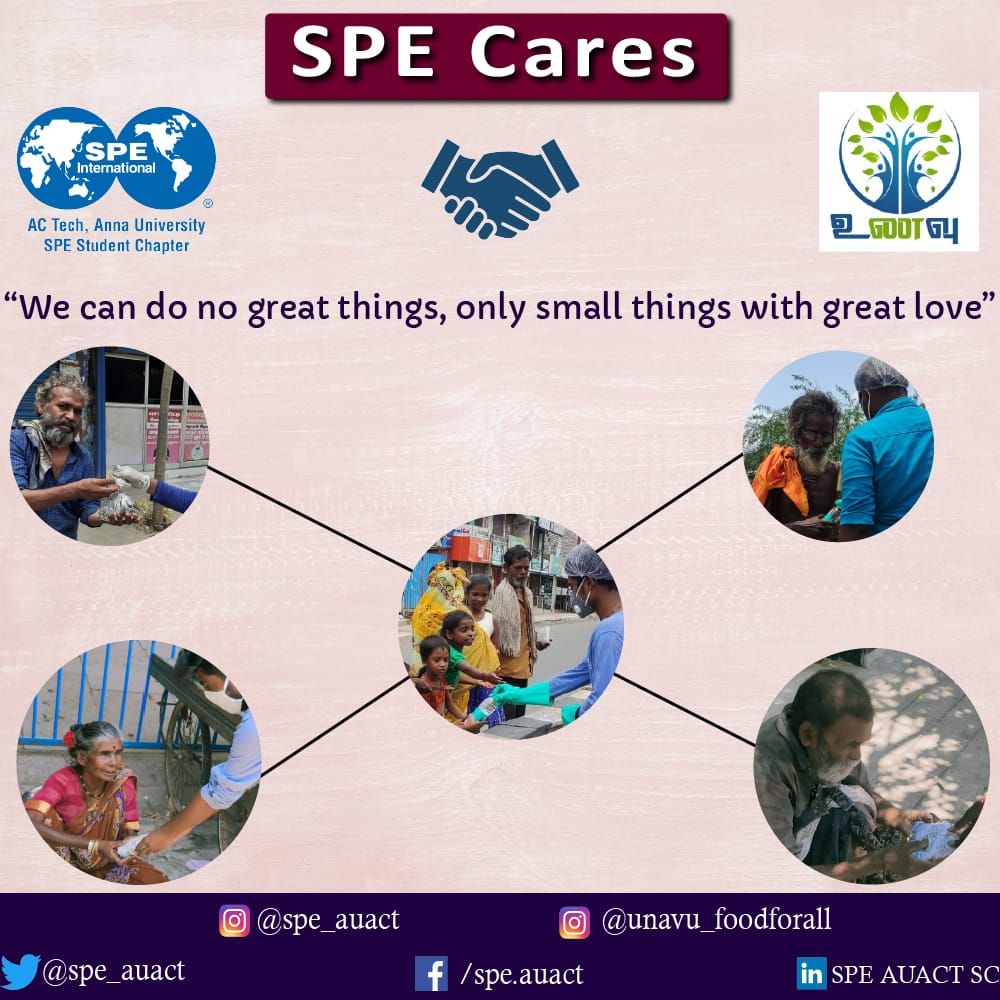 SPE Cares
SPE
International
®
AC Tech, Anna University
SPE Student Chapter
உணவு
“We can do no great things, only small things with great love”
@spe_auact
@unavu_foodforall
@spe_auact
/spe.auact
in SPE AUACT SC